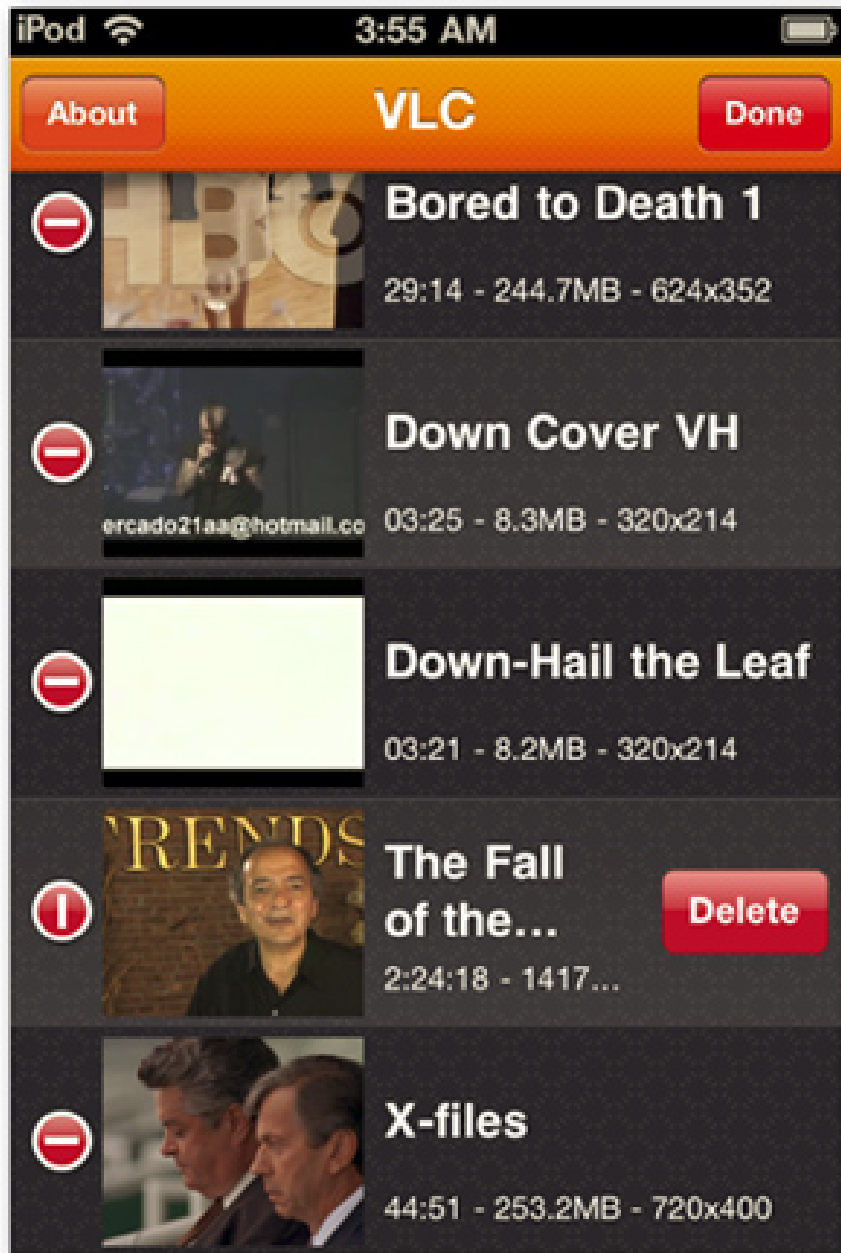 iPod 3:55 AM
About VLC Done
HBO
Bored to Death 1
29:14 - 244.7MB - 624x352
Down Cover VH
ercado21aa@hotmail.co
03:25 - 8.3MB - 320x214
Down-Hail the Leaf
03:21 - 8.2MB - 320x214
TRENDS
The Fall
of the...
Delete
2:24:18 - 1417...
X-files
44:51 - 253.2MB - 720x400